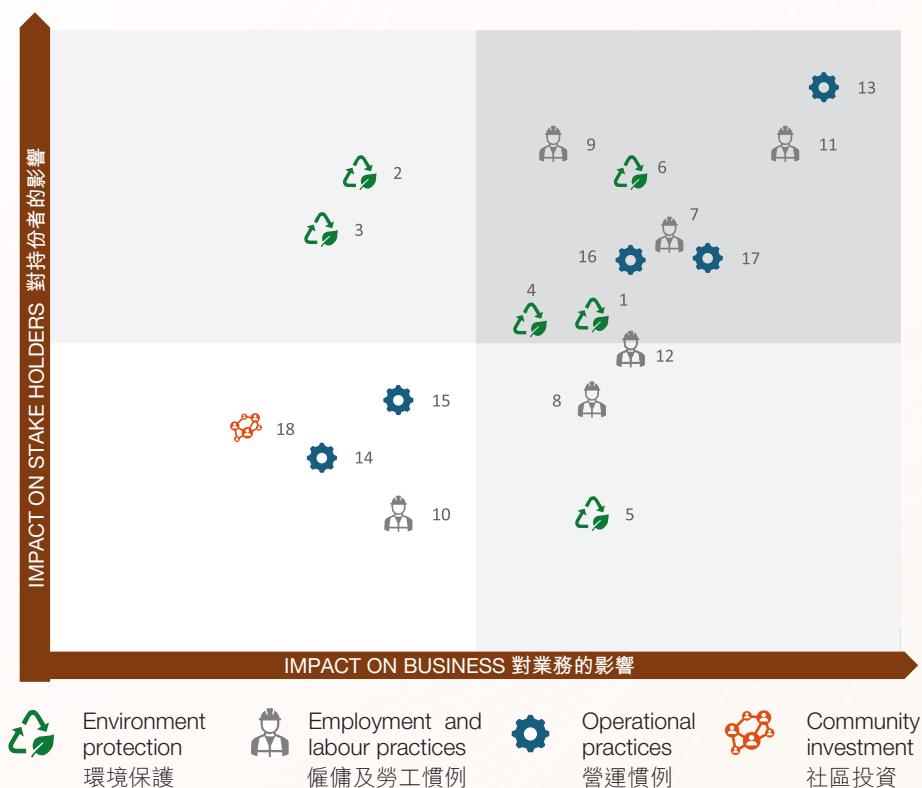 13
9
11
2
6
7
3
16
17
4
1
12
8
15
18
14
10
5
IMPACT ON STAKE HOLDERS 對持份者的影響
IMPACT ON BUSINESS 對業務的影響
Environment
protection
環境保護
Employment and
labour practices
僱傭及勞工慣例
Operational
practices
營運慣例
Community
investment
社區投資